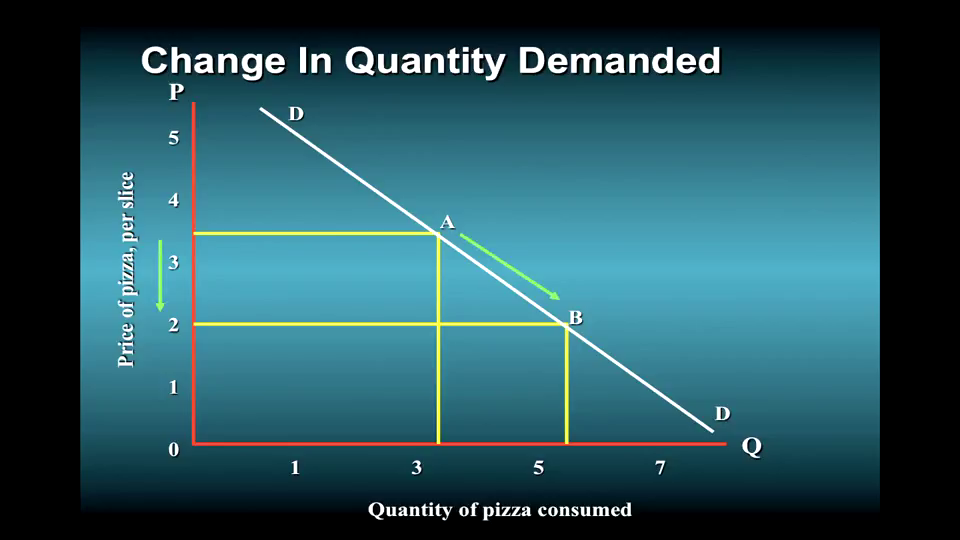 Change In Quantity Demanded
P
D
5
4
A
3
B
2
1
D
0
Q
1 3 5 7
Price of pizza, per slice
Quantity of pizza consumed